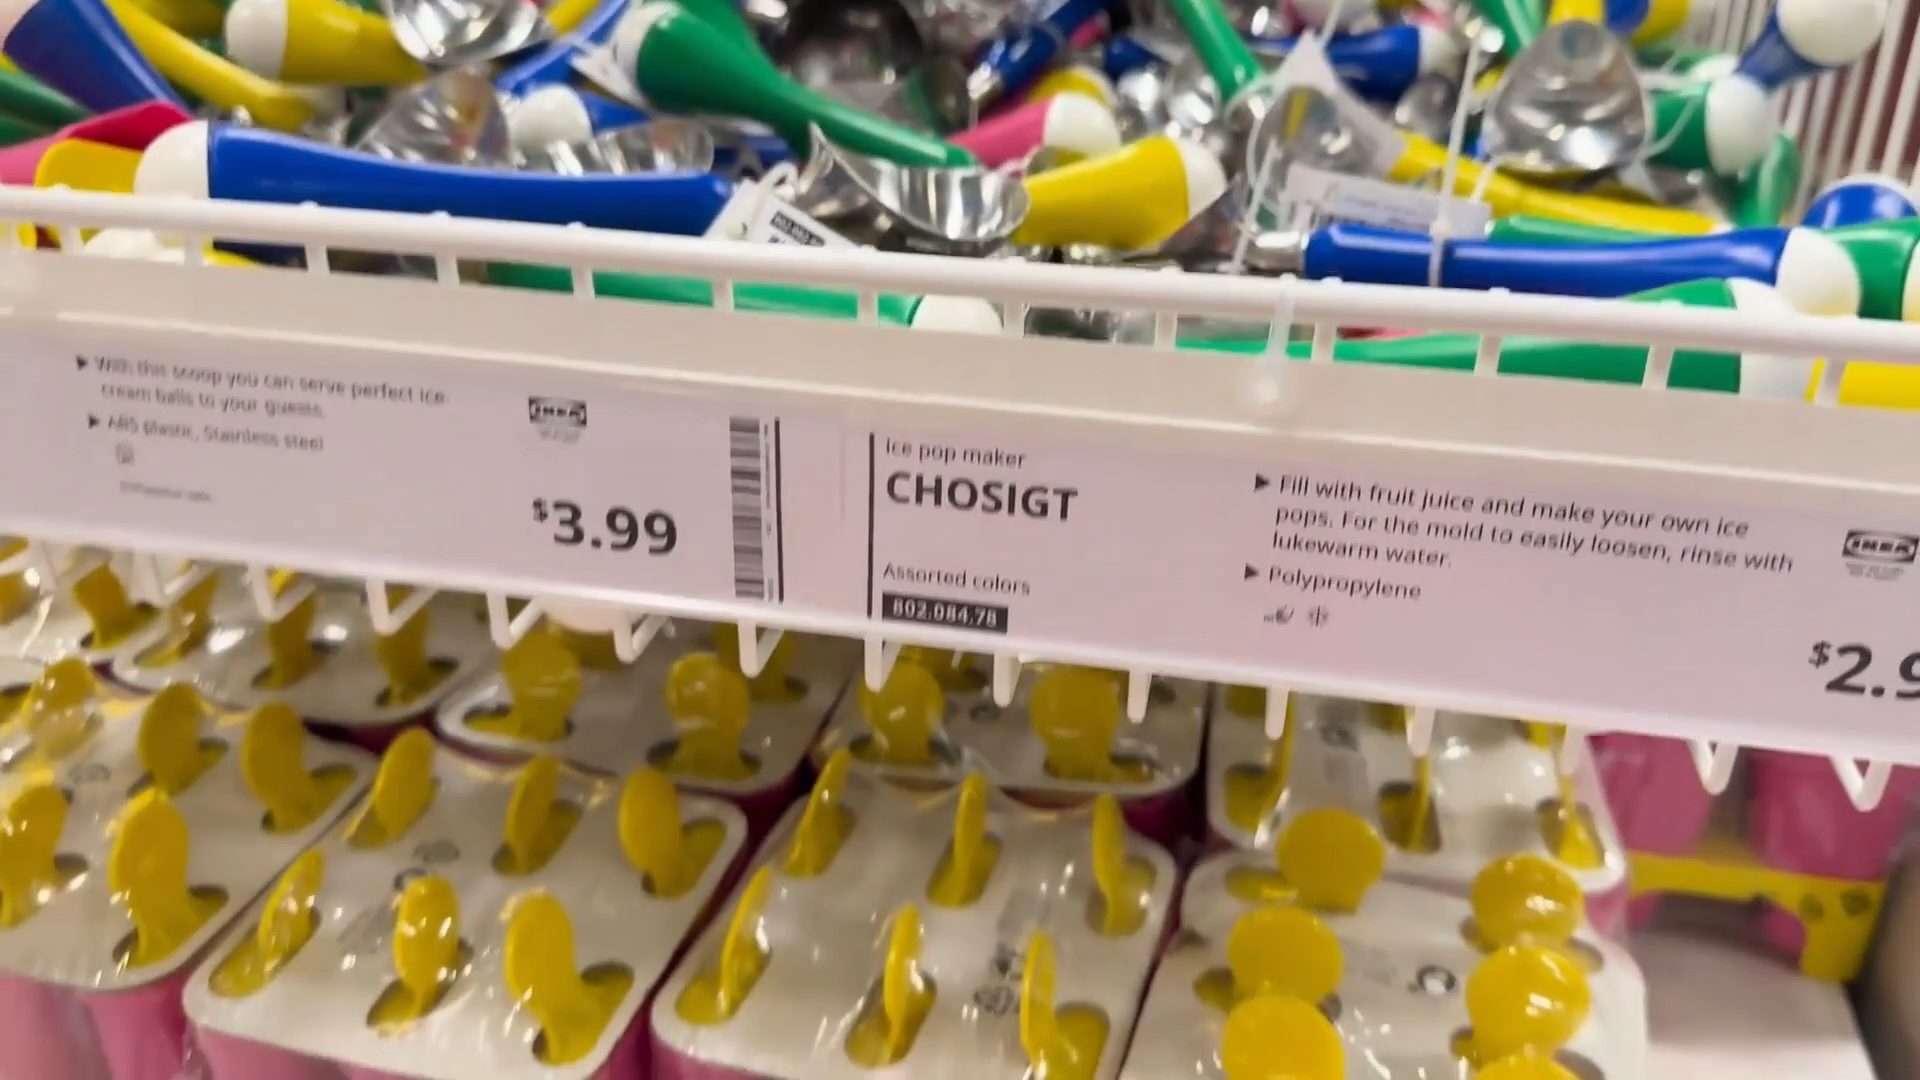 ▶ With this scoop you can serve perfect ice
cream balls to your guests.
▶ ABS plastic, Stainless steel
IKEA
$3.99
Ice pop maker
CHOSIGT
Assorted colors
802.084.78
▶ Fill with fruit juice and make your own ice
pops. For the mold to easily loosen, rinse with
lukewarm water.
▶ Polypropylene
IKEA
$2.9